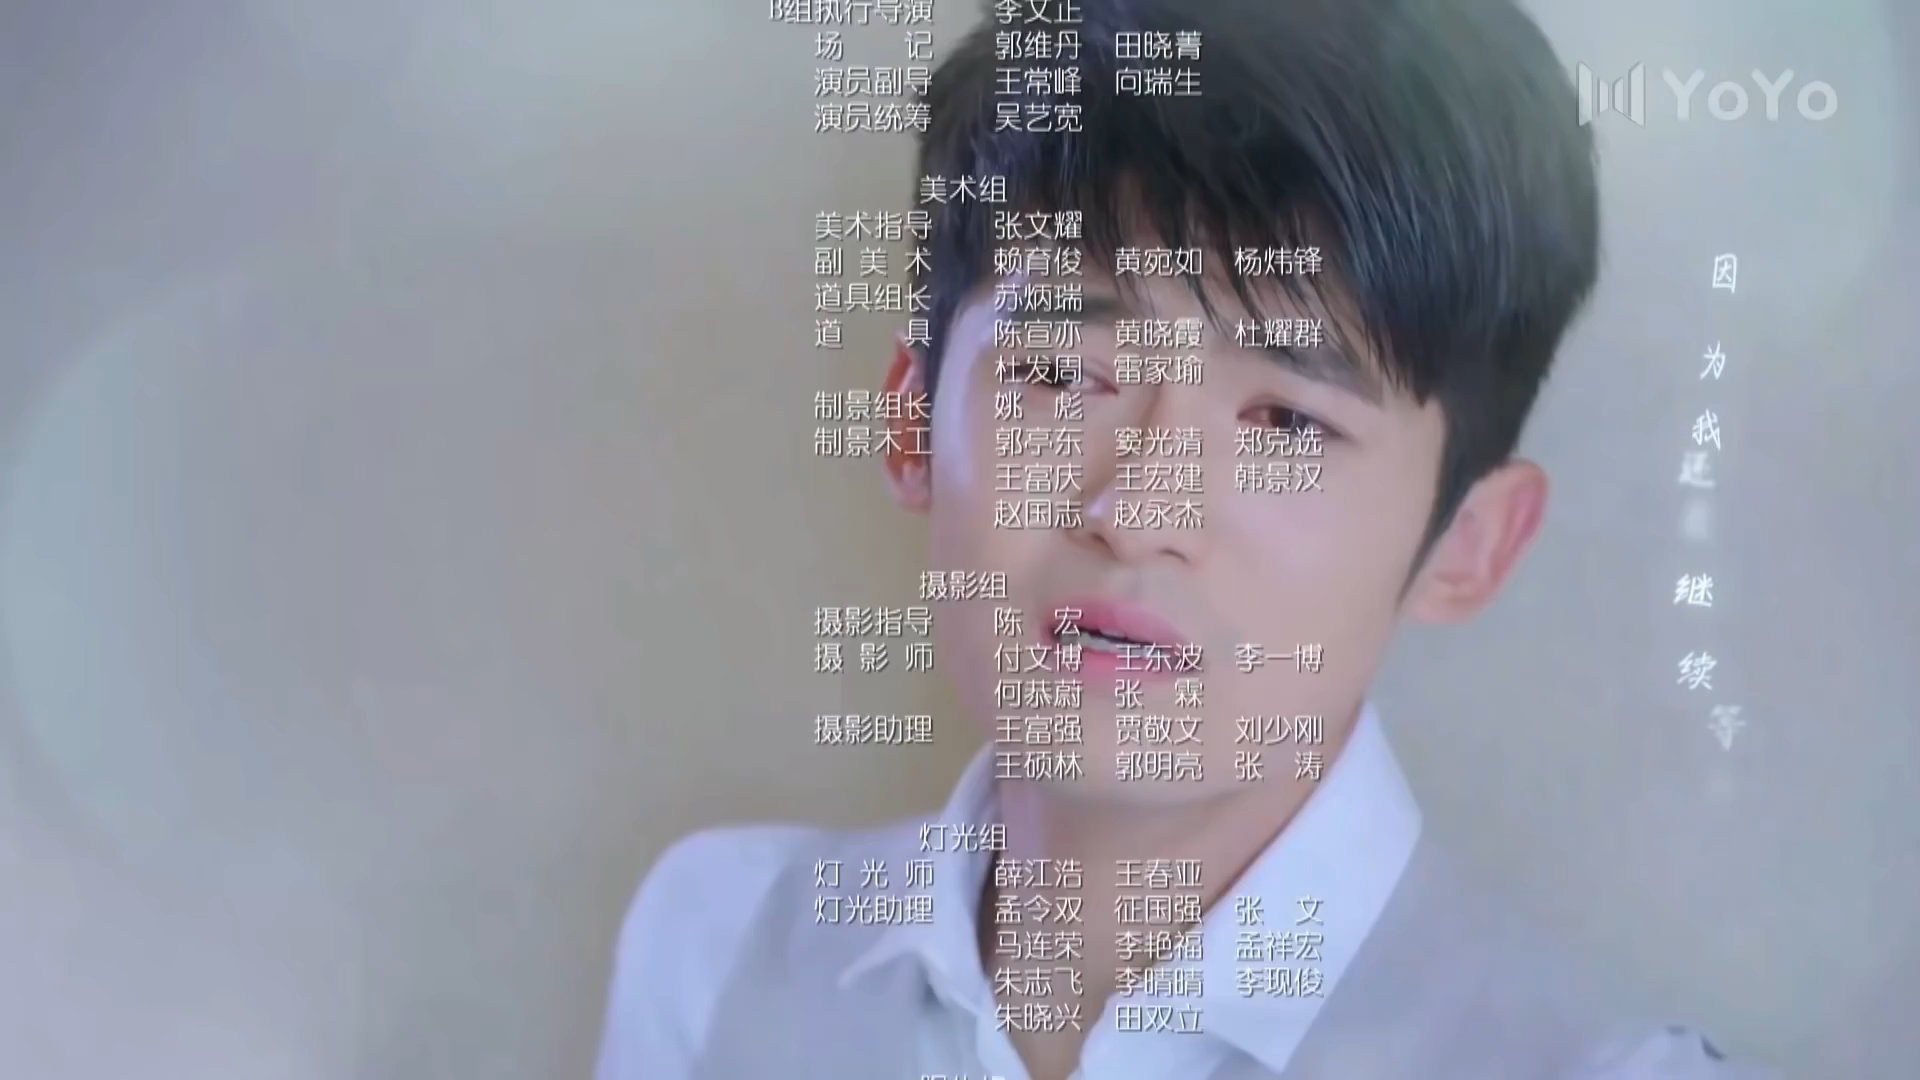 B组执行导演 李文正
场 记 郭维丹 田晓菁
演员副导 王常峰 向瑞生
演员统筹 吴艺宽
美术组
美术指导 张文耀
副 美 术 赖育俊 黄宛如 杨炜锋
道具组长 苏炳瑞
道 具 陈宣亦 黄晓霞 杜耀群
杜发周 雷家瑜
制景组长 姚 彪
制景木工 郭亭东 窦光清 郑克选
王富庆 王宏建 韩景汉
赵国志 赵永杰
摄影组
摄影指导 陈 宏
摄 影 师 付文博 王东波 李一博
何恭蔚 张 霖
摄影助理 王富强 贾敬文 刘少刚
王硕林 郭明亮 张 涛
灯光组
灯 光 师 薛江浩 王春亚
灯光助理 孟令双 征国强 张 文
马连荣 李艳福 孟祥宏
朱志飞 李晴晴 李现俊
朱晓兴 田双立
YoYo
因为我还 继续等